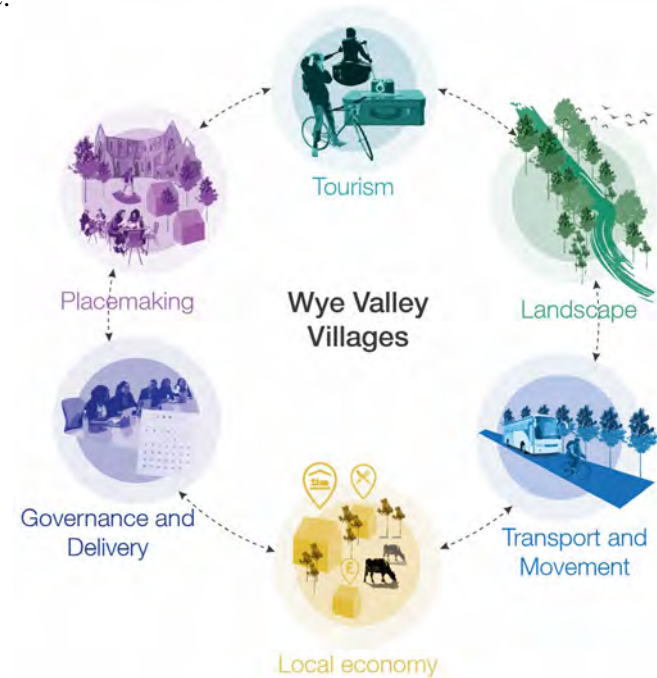 Tourism
Placemaking
Landscape
Wye Valley
Villages
Governance and
Delivery
Transport and
Movement
£
Local economy